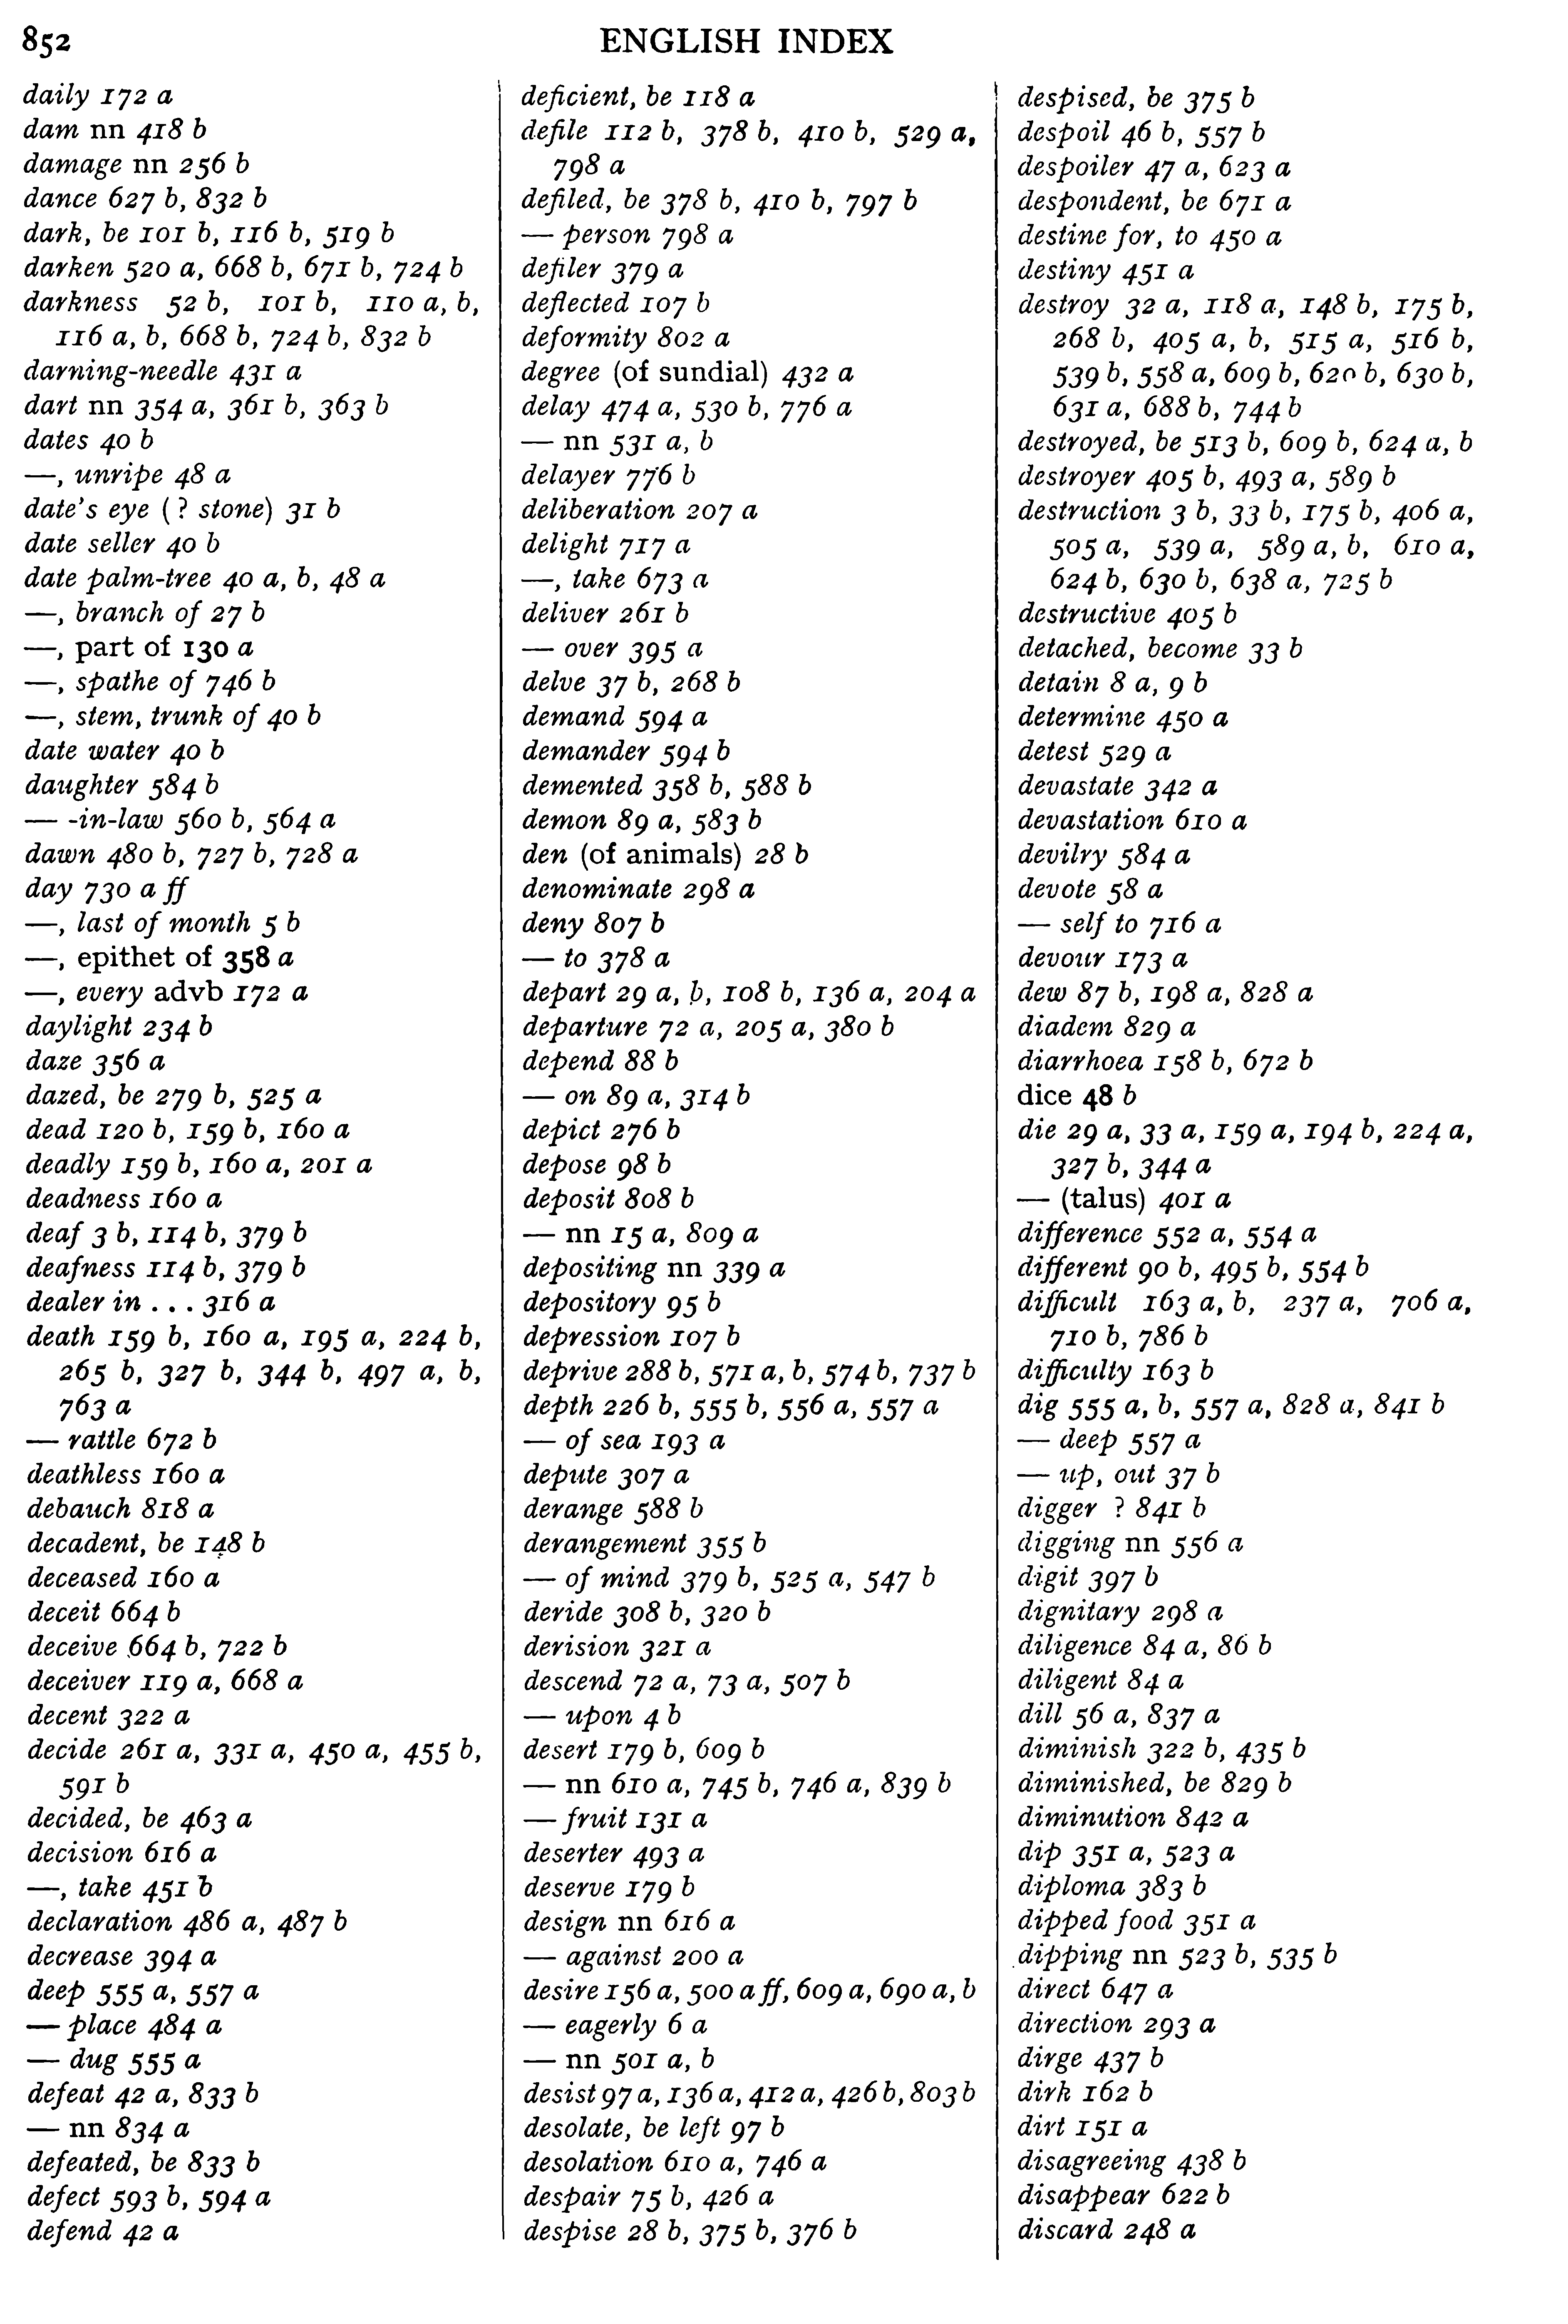 852
ENGLISH INDEX
daily 172 a
dam nn 418 b
damage nn 256 b
dance 627 b, 832 b
dark, be 101 b, 116 b, 519 b
darken 520 a, 668 b, 671 b, 724 b
darkness 52 b, 101 b, 110 a, b,
116 a, b, 668 b, 724 b, 832 b
darning-needle 431 a
dart nn 354 a, 361 b, 363 b
dates 40 b
—, unripe 48 a
date's eye (? stone) 31 b
date seller 40 b
date palm-tree 40 a, b, 48 a
—, branch of 27 b
—, part of 130 a
—, spathe of 746 b
—, stem, trunk of 40 b
date water 40 b
daughter 584 b
— -in-law 560 b, 564 a
dawn 480 b, 727 b, 728 a
day 730 a ff
—, last of month 5 b
—, epithet of 358 a
—, every advb 172 a
daylight 234 b
daze 356 a
dazed, be 279 b, 525 a
dead 120 b, 159 b, 160 a
deadly 159 b, 160 a, 201 a
deadness 160 a
deaf 3 b, 114 b, 379 b
deafness 114 b, 379 b
dealer in . . . 316 a
death 159 b, 160 a, 195 a, 224 b,
265 b, 327 b, 344 b, 497 a, b,
763 a
— rattle 672 b
deathless 160 a
debauch 818 a
decadent, be 148 b
deceased 160 a
deceit 664 b
deceive 664 b, 722 b
deceiver 119 a, 668 a
decent 322 a
decide 261 a, 331 a, 450 a, 455 b,
591 b
decided, be 463 a
decision 616 a
—, take 451 b
declaration 486 a, 487 b
decrease 394 a
deep 555 a, 557 a
— place 484 a
— dug 555 a
defeat 42 a, 833 b
— nn 834 a
defeated, be 833 b
defect 593 b, 594 a
defend 42 a
deficient, be 118 a
defile 112 b, 378 b, 410 b, 529 a,
798 a
defiled, be 378 b, 410 b, 797 b
— person 798 a
defiler 379 a
deflected 107 b
deformity 802 a
degree (of sundial) 432 a
delay 474 a, 530 b, 776 a
— nn 531 a, b
delayer 776 b
deliberation 207 a
delight 717 a
—, take 673 a
deliver 261 b
— over 395 a
delve 37 b, 268 b
demand 594 a
demander 594 b
demented 358 b, 588 b
demon 89 a, 583 b
den (of animals) 28 b
denominate 298 a
deny 807 b
— to 378 a
depart 29 a, b, 108 b, 136 a, 204 a
departure 72 a, 205 a, 380 b
depend 88 b
— on 89 a, 314 b
depict 276 b
depose 98 b
deposit 808 b
— nn 15 a, 809 a
depositing nn 339 a
depository 95 b
depression 107 b
deprive 288 b, 571 a, b, 574 b, 737 b
depth 226 b, 555 b, 556 a, 557 a
— of sea 193 a
depute 307 a
derange 588 b
derangement 355 b
— of mind 379 b, 525 a, 547 b
deride 308 b, 320 b
derision 321 a
descend 72 a, 73 a, 507 b
— upon 4 b
desert 179 b, 609 b
— nn 610 a, 745 b, 746 a, 839 b
— fruit 131 a
deserter 493 a
deserve 179 b
design nn 616 a
— against 200 a
desire 156 a, 500 a ff, 609 a, 690 a, b
— eagerly 6 a
— nn 501 a, b
desist 97 a, 136 a, 412 a, 426 b, 803 b
desolate, be left 97 b
desolation 610 a, 746 a
despair 75 b, 426 a
despise 28 b, 375 b, 376 b
despised, be 375 b
despoil 46 b, 557 b
despoiler 47 a, 623 a
despondent, be 671 a
destine for, to 450 a
destiny 451 a
destroy 32 a, 118 a, 148 b, 175 b,
268 b, 405 a, b, 515 a, 516 b,
539 b, 558 a, 609 b, 620 b, 630 b,
631 a, 688 b, 744 b
destroyed, be 513 b, 609 b, 624 a, b
destroyer 405 b, 493 a, 589 b
destruction 3 b, 33 b, 175 b, 406 a,
505 a, 539 a, 589 a, b, 610 a,
624 b, 630 b, 638 a, 725 b
destructive 405 b
detached, become 33 b
detain 8 a, 9 b
determine 450 a
detest 529 a
devastate 342 a
devastation 610 a
devilry 584 a
devote 58 a
— self to 716 a
devour 173 a
dew 87 b, 198 a, 828 a
diadem 829 a
diarrhoea 158 b, 672 b
dice 48 b
die 29 a, 33 a, 159 a, 194 b, 224 a,
327 b, 344 a
— (talus) 401 a
difference 552 a, 554 a
different 90 b, 495 b, 554 b
difficult 163 a, b, 237 a, 706 a,
710 b, 786 b
difficulty 163 b
dig 555 a, b, 557 a, 828 a, 841 b
— deep 557 a
— up, out 37 b
digger ? 841 b
digging nn 556 a
digit 397 b
dignitary 298 a
diligence 84 a, 86 b
diligent 84 a
dill 56 a, 837 a
diminish 322 b, 435 b
diminished, be 829 b
diminution 842 a
dip 351 a, 523 a
diploma 383 b
dipped food 351 a
dipping nn 523 b, 535 b
direct 647 a
direction 293 a
dirge 437 b
dirk 162 b
dirt 151 a
disagreeing 438 b
disappear 622 b
discard 248 a